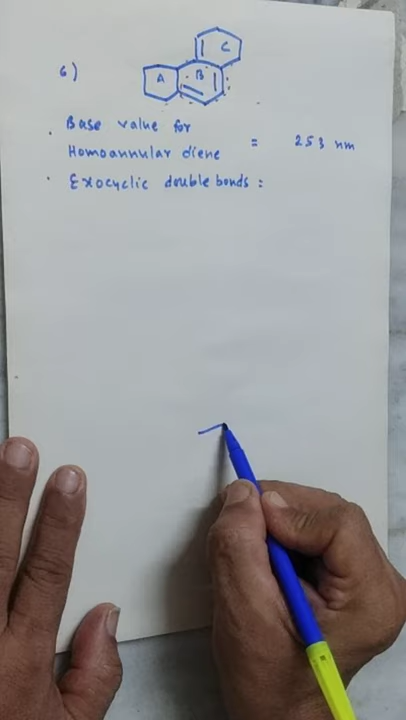 6)
C
A B
Base value for
Homoannular diene = 253 nm
Exocyclic double bonds :